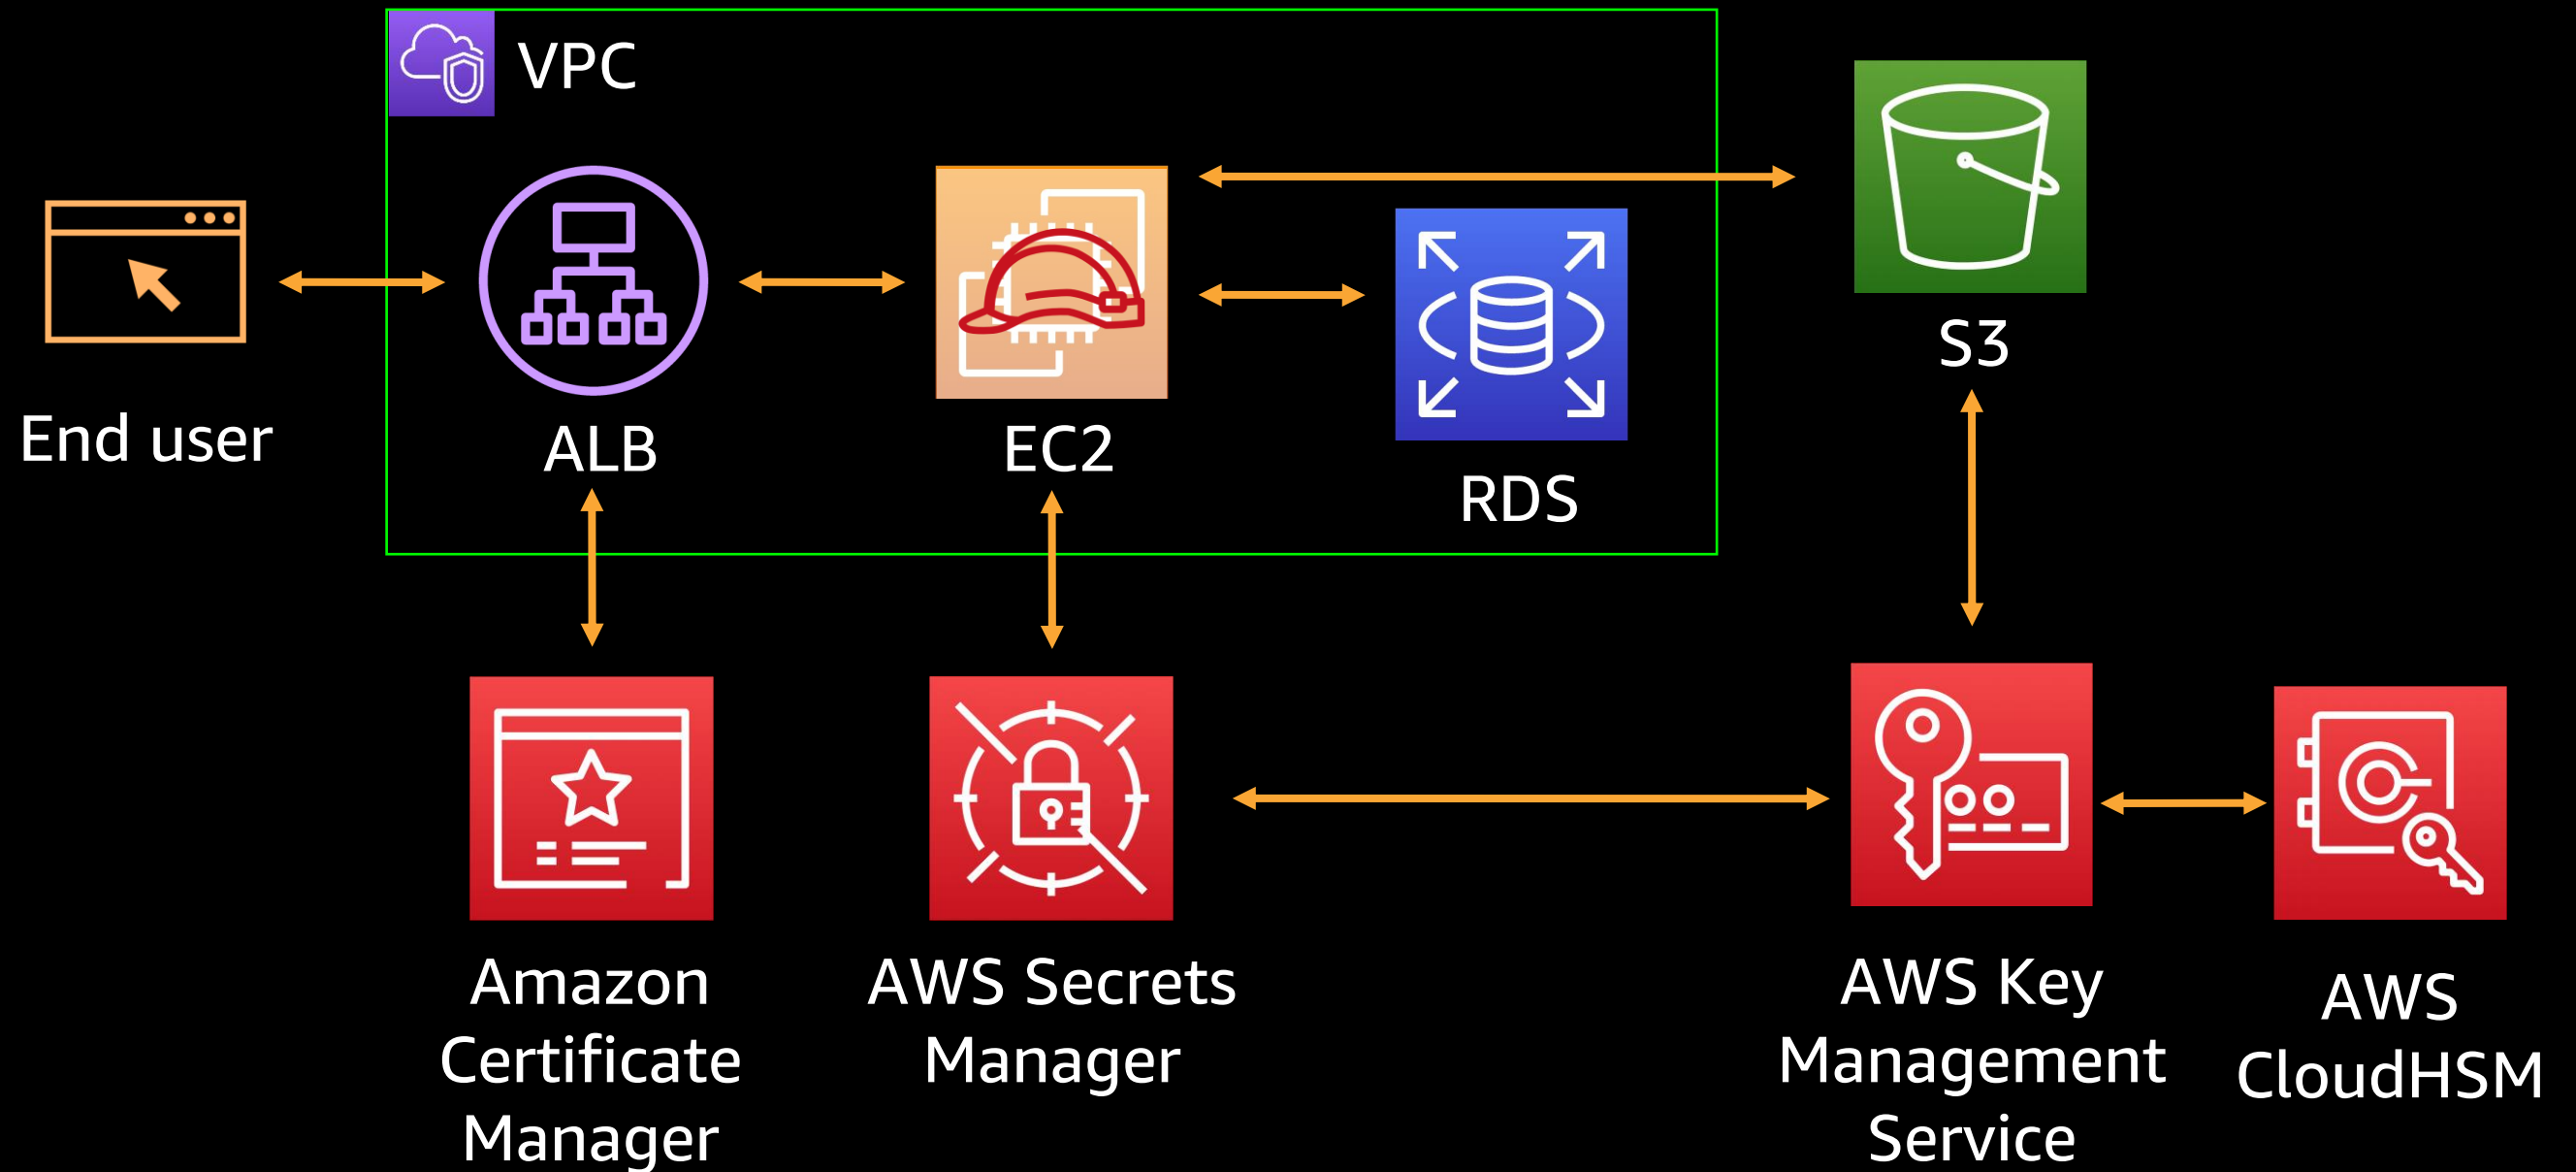 VPC
End user
ALB
EC2
RDS
S3
Amazon
Certificate
Manager
AWS Secrets
Manager
AWS Key
Management
Service
AWS
CloudHSM